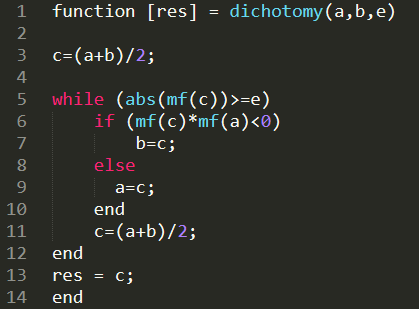 1 function [res] = dichotomy(a,b,e)
2
3 c=(a+b)/2;
4
5 while (abs(mf(c))>=e)
6     if (mf(c)*mf(a)<0)
7         b=c;
8     else
9       a=c;
10     end
11     c=(a+b)/2;
12 end
13 res = c;
14 end